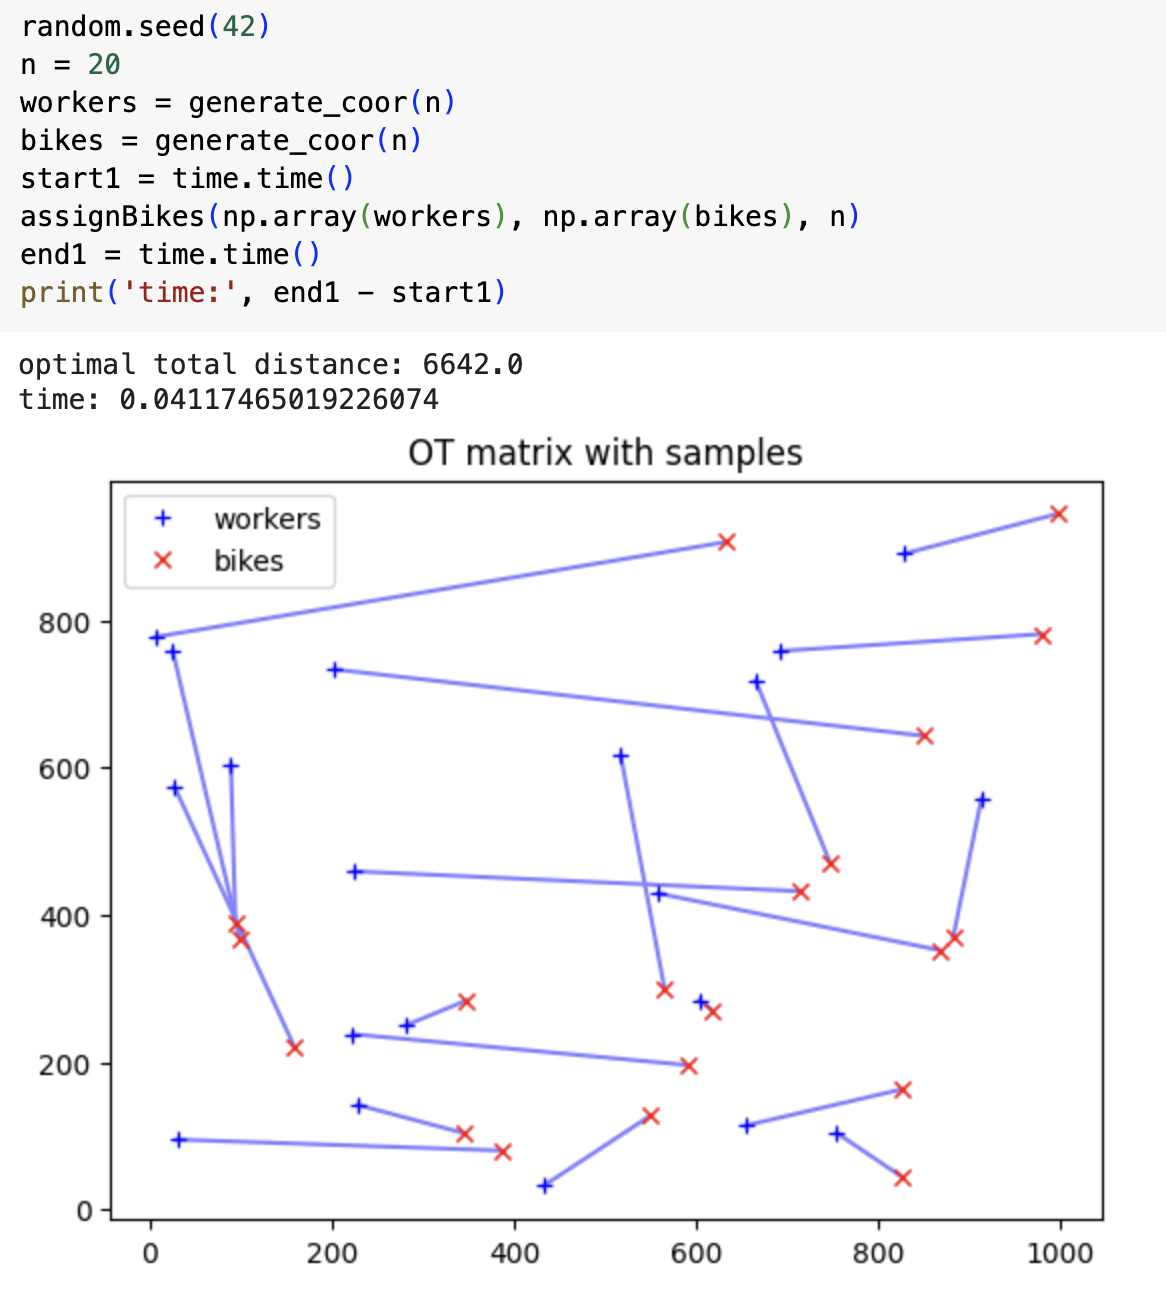 random.seed(42)
n = 20
workers = generate_coor(n)
bikes = generate_coor(n)
start1 = time.time()
assignBikes(np.array(workers), np.array(bikes), n)
end1 = time.time()
print('time:', end1 - start1)
optimal total distance: 6642.0
time: 0.04117465019226074
OT matrix with samples
workers
bikes
800
600
400
200
0
0 200 400 600 800 1000